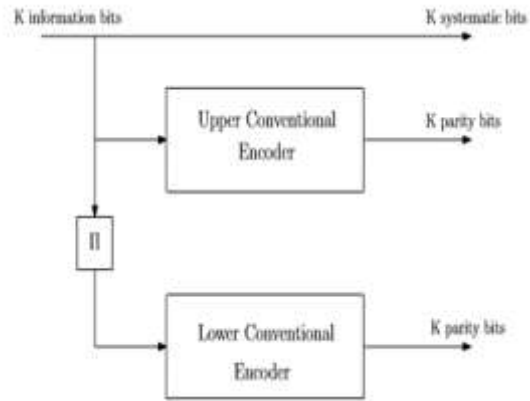 K information bits
K systematic bits
Upper Conventional
Encoder
K parity bits
Π
Lower Conventional
Encoder
K parity bits